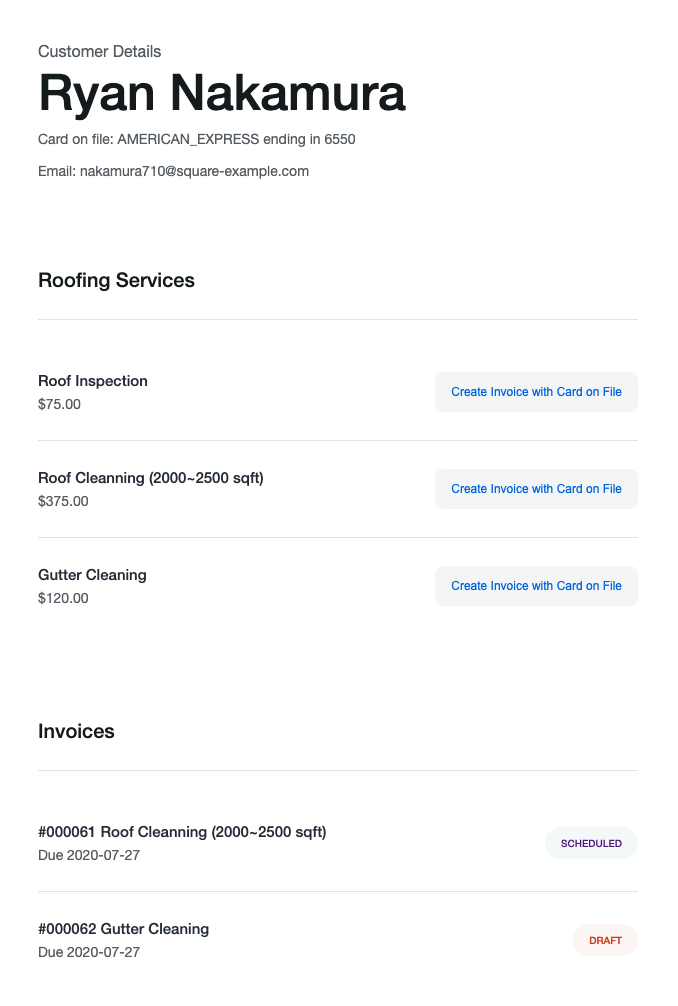 Customer Details
Ryan Nakamura
Card on file: AMERICAN_EXPRESS ending in 6550
Email: nakamura710@square-example.com
Roofing Services
Roof Inspection
$75.00
Create Invoice with Card on File
Roof Cleanning (2000~2500 sqft)
$375.00
Create Invoice with Card on File
Gutter Cleaning
$120.00
Create Invoice with Card on File
Invoices
#000061 Roof Cleanning (2000~2500 sqft)
Due 2020-07-27
SCHEDULED
#000062 Gutter Cleaning
Due 2020-07-27
DRAFT